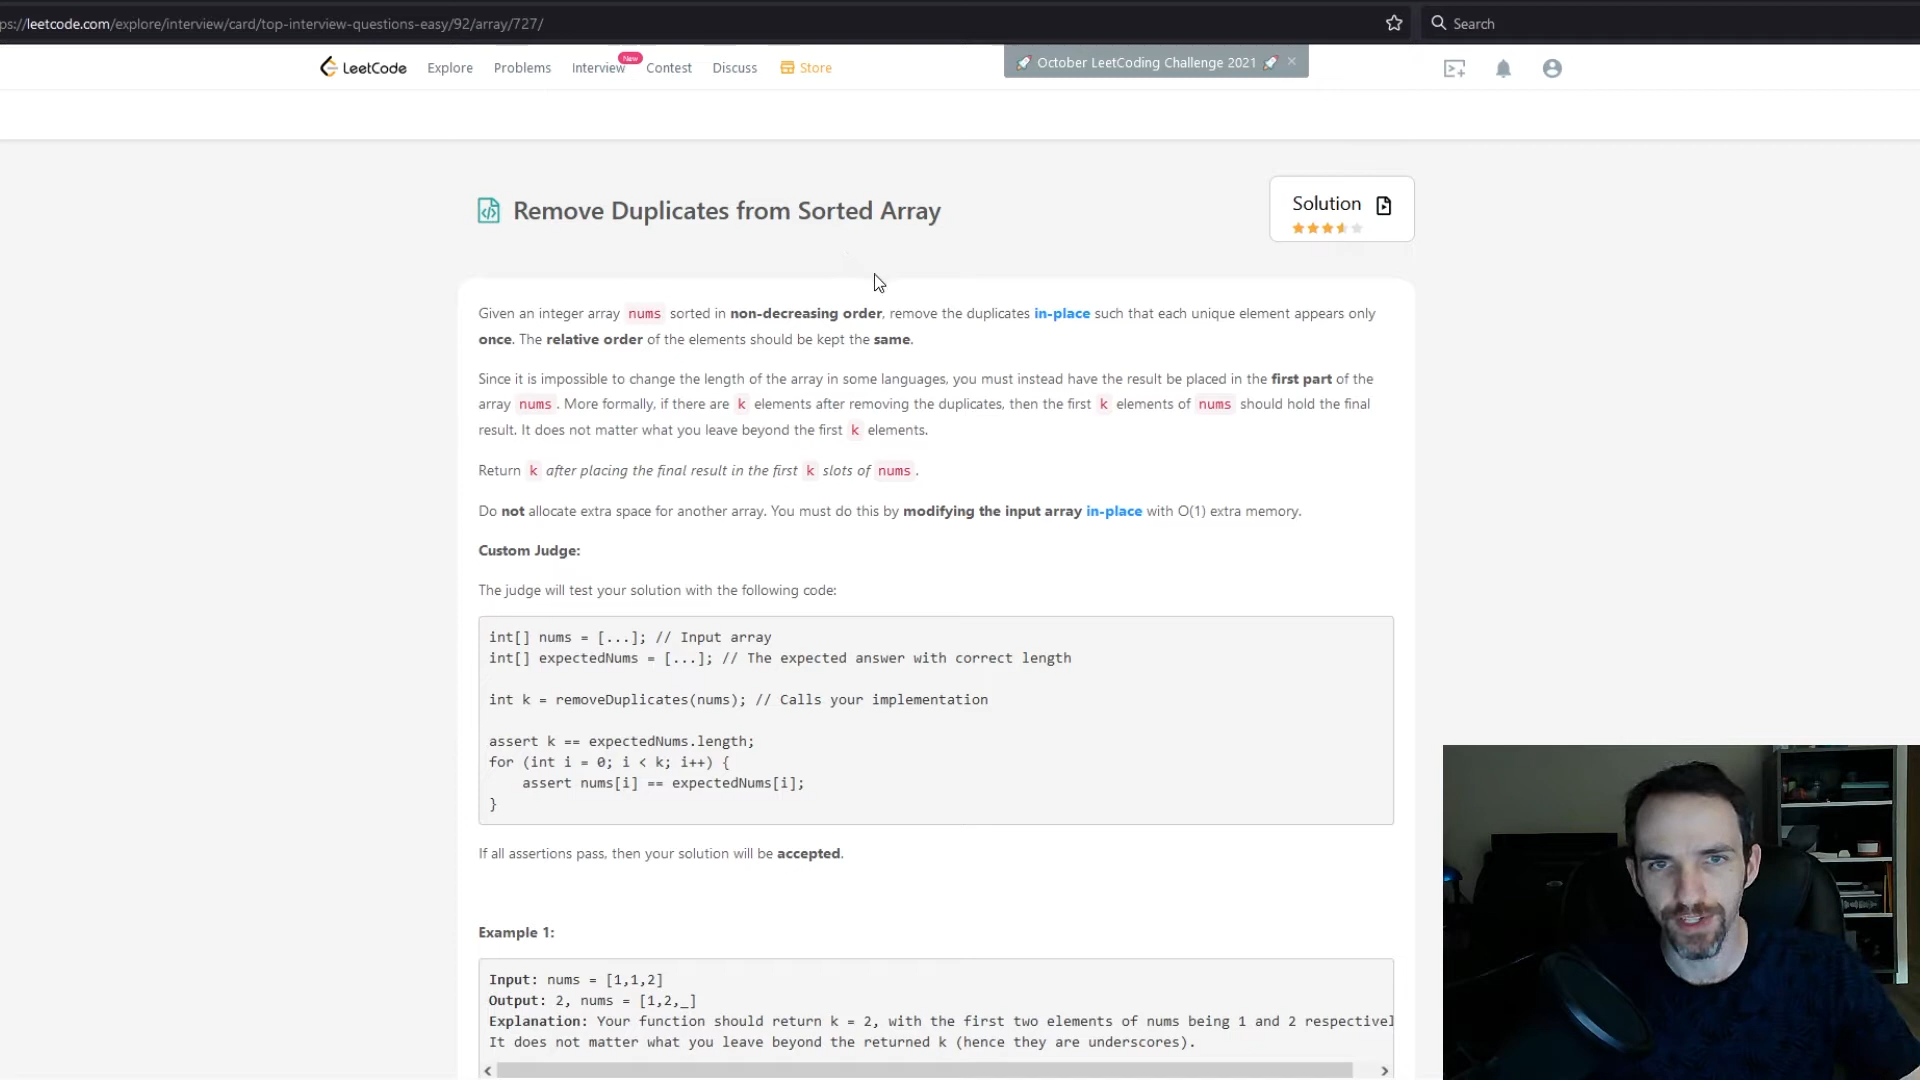 ps://leetcode.com/explore/interview/card/top-interview-questions-easy/92/array/727/
Search
LeetCode Explore Problems Interview New Contest Discuss Store
October LeetCoding Challenge 2021
Remove Duplicates from Sorted Array
Solution
Given an integer array nums sorted in non-decreasing order, remove the duplicates in-place such that each unique element appears only
once. The relative order of the elements should be kept the same.
Since it is impossible to change the length of the array in some languages, you must instead have the result be placed in the first part of the
array nums. More formally, if there are k elements after removing the duplicates, then the first k elements of nums should hold the final
result. It does not matter what you leave beyond the first k elements.
Return k after placing the final result in the first k slots of nums.
Do not allocate extra space for another array. You must do this by modifying the input array in-place with O(1) extra memory.
Custom Judge:
The judge will test your solution with the following code:
int[] nums = [...]; // Input array
int[] expectedNums = [...]; // The expected answer with correct length
int k = removeDuplicates(nums); // Calls your implementation
assert k == expectedNums.length;
for (int i = 0; i < k; i++) {
    assert nums[i] == expectedNums[i];
}
If all assertions pass, then your solution will be accepted.
Example 1:
Input: nums = [1,1,2]
Output: 2, nums = [1,2,_]
Explanation: Your function should return k = 2, with the first two elements of nums being 1 and 2 respectivel
It does not matter what you leave beyond the returned k (hence they are underscores).